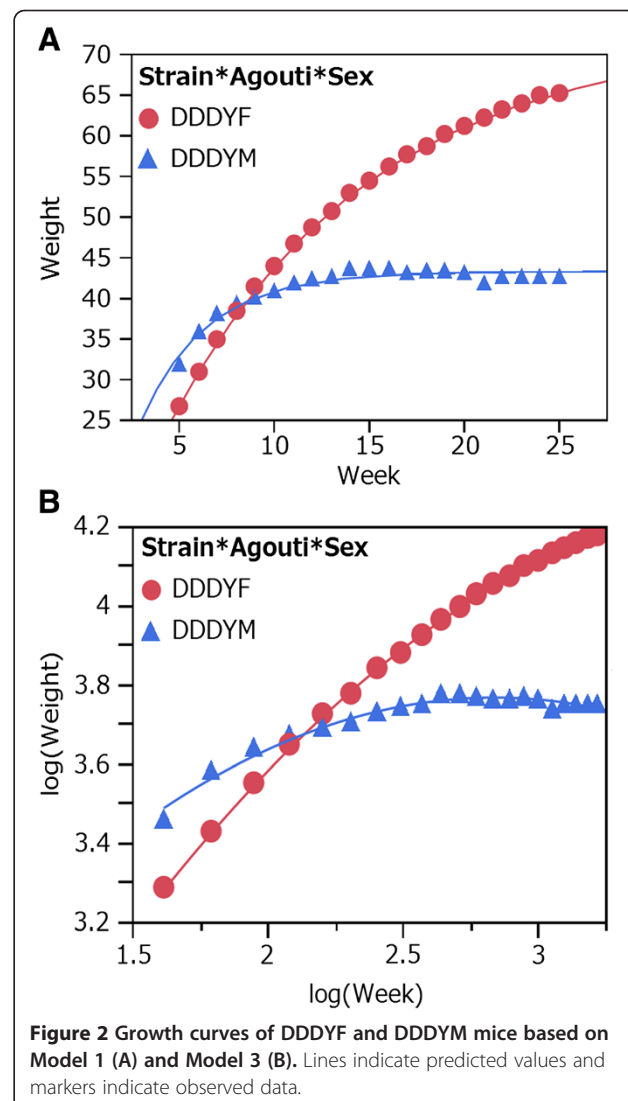 A
Strain*Agouti*Sex
DDDYF
DDDYM
Weight
70
65
60
55
50
45
40
35
30
25
5 10 15 20 25
Week
B
Strain*Agouti*Sex
DDDYF
DDDYM
log(Weight)
4.2
4
3.8
3.6
3.4
3.2
1.5 2 2.5 3
log(Week)
Figure 2 Growth curves of DDDYF and DDDYM mice based on
Model 1 (A) and Model 3 (B). Lines indicate predicted values and
markers indicate observed data.